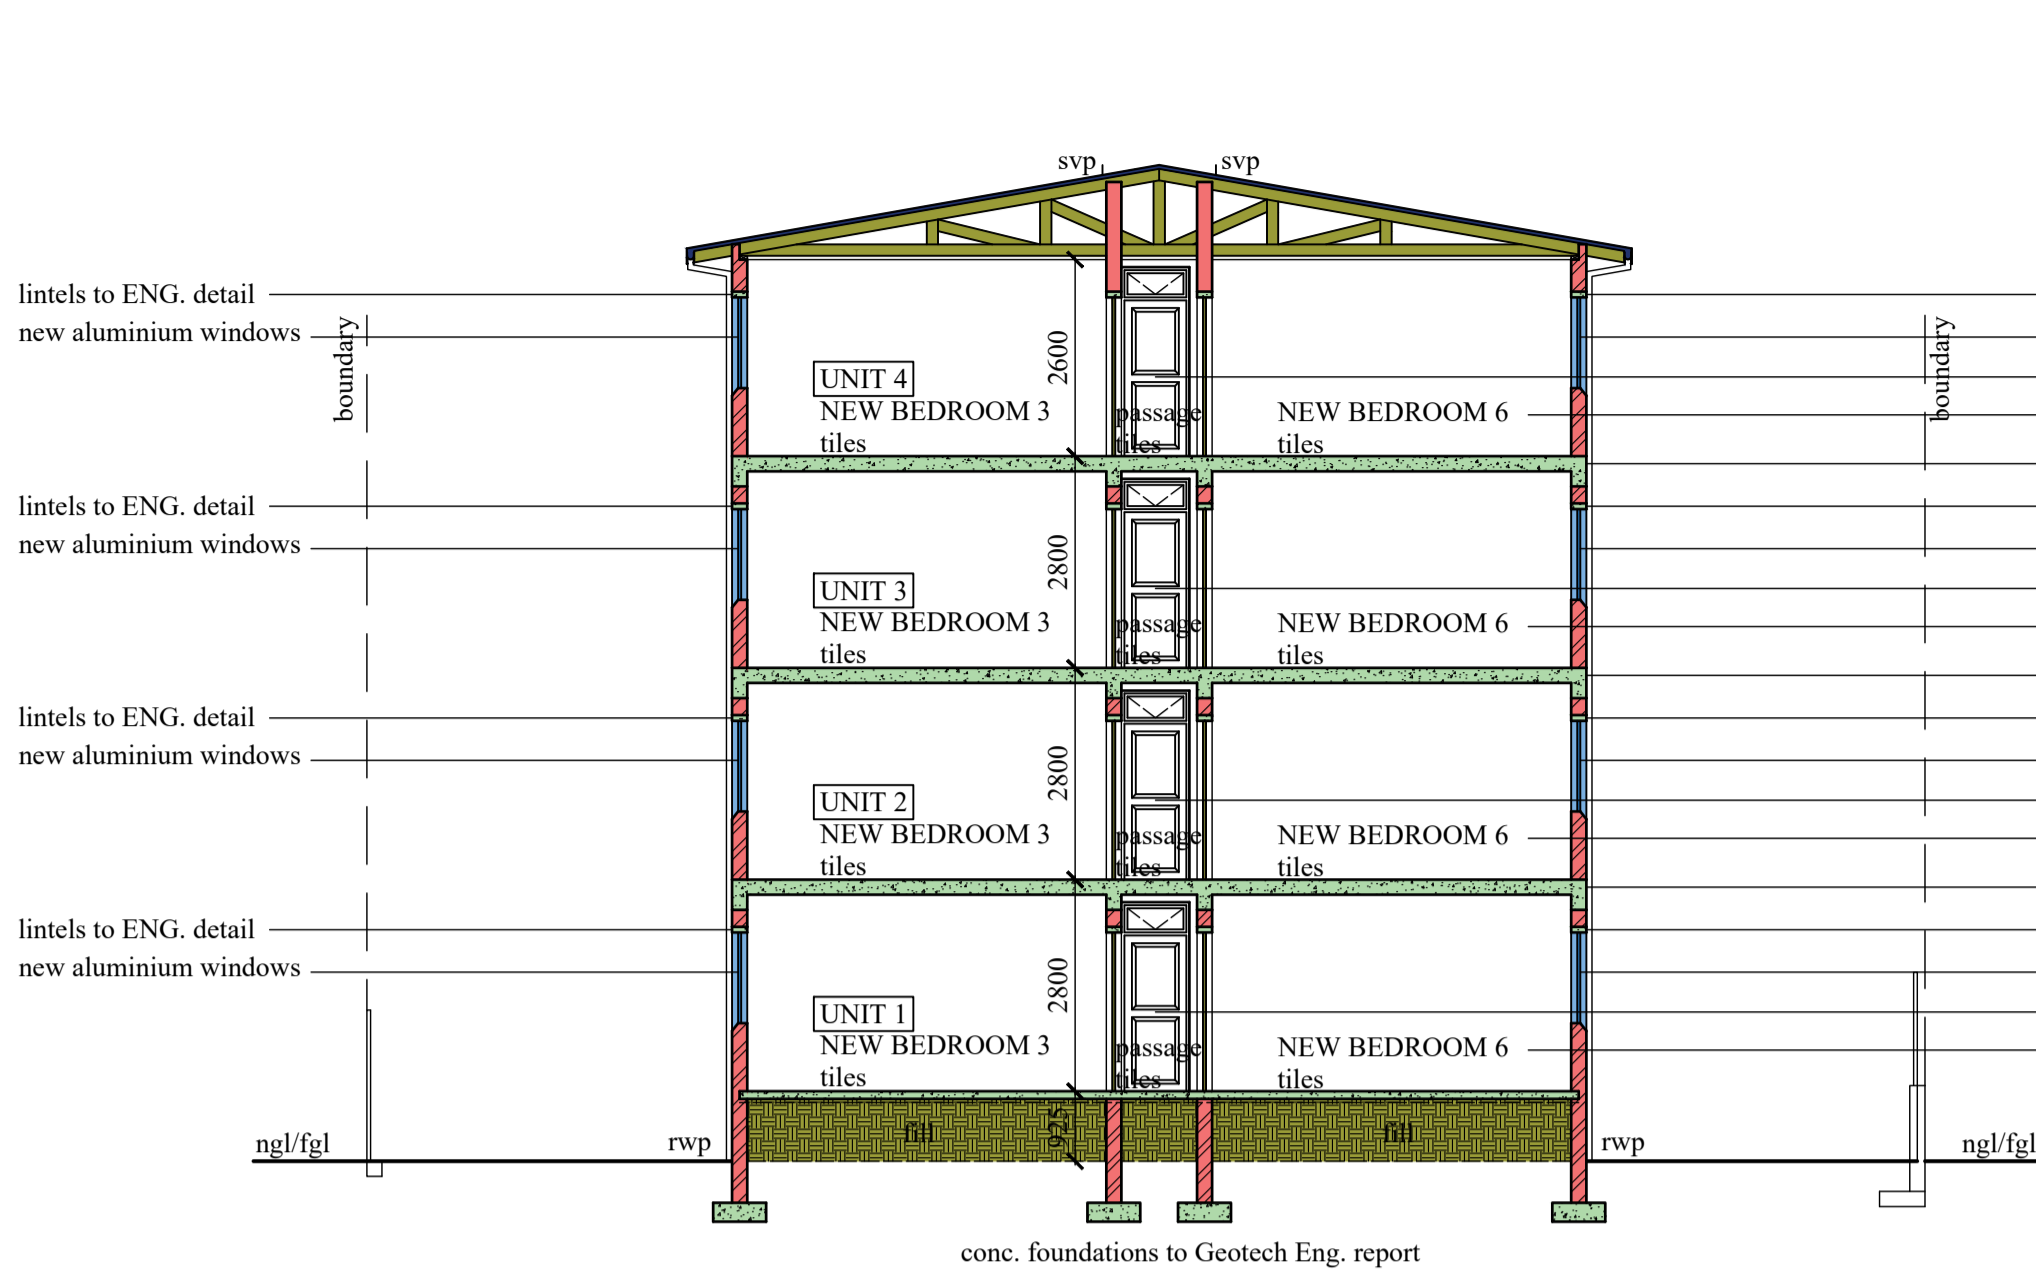 svp
svp
lintels to ENG. detail
new aluminium windows
boundary
boundary
2600
UNIT 4
NEW BEDROOM 3
tiles
passage
tiles
NEW BEDROOM 6
tiles
lintels to ENG. detail
new aluminium windows
2800
UNIT 3
NEW BEDROOM 3
tiles
passage
tiles
NEW BEDROOM 6
tiles
lintels to ENG. detail
new aluminium windows
2800
UNIT 2
NEW BEDROOM 3
tiles
passage
tiles
NEW BEDROOM 6
tiles
lintels to ENG. detail
new aluminium windows
2800
UNIT 1
NEW BEDROOM 3
tiles
passage
tiles
NEW BEDROOM 6
tiles
925
fill
fill
ngl/fgl
rwp
rwp
ngl/fgl
conc. foundations to Geotech Eng. report